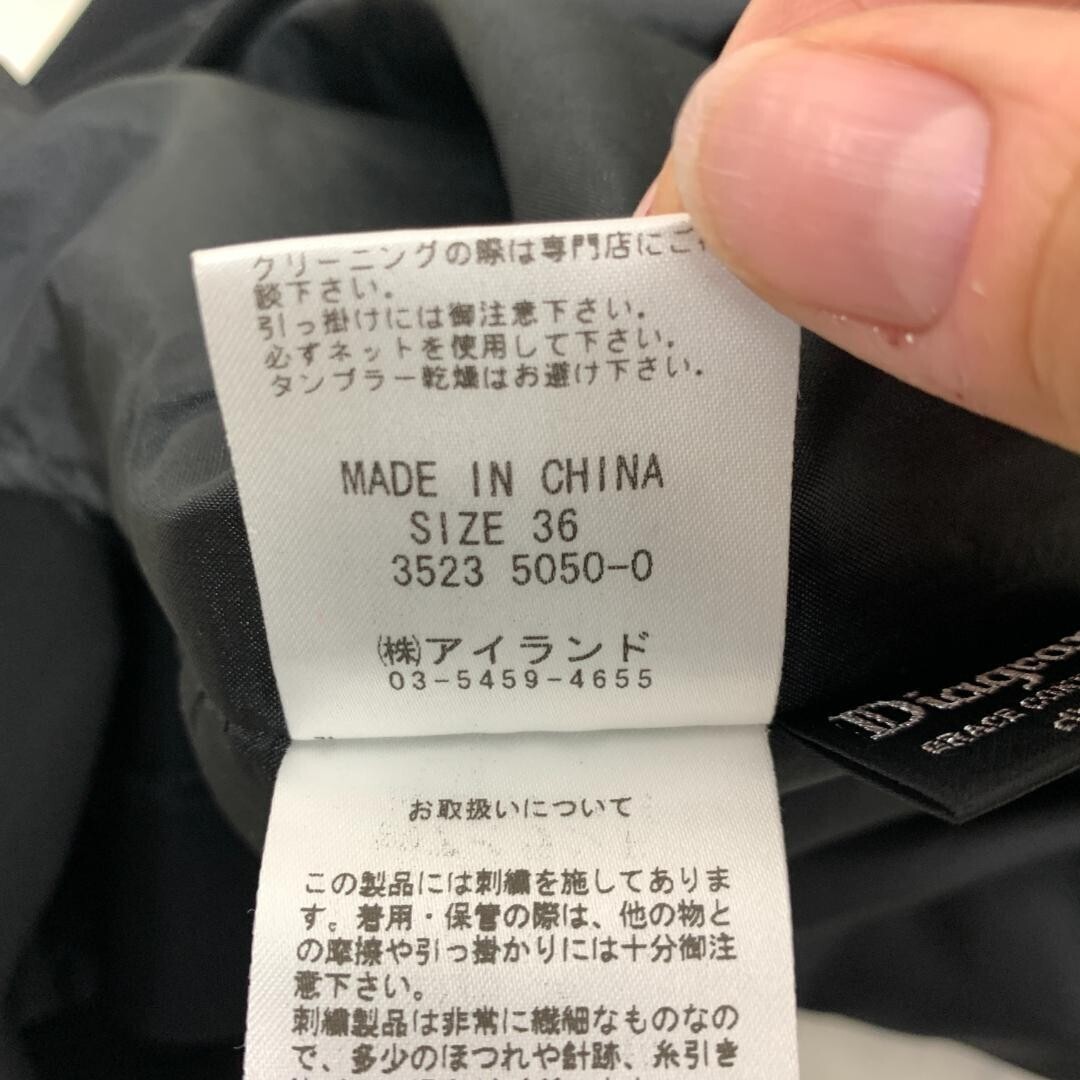 クリーニングの際は専門店にご
談下さい。
引っ掛けには御注意下さい。
必ずネットを使用して下さい。
タンブラー乾燥はお避け下さい。
MADE IN CHINA
SIZE 36
3523 5050-0
㈱アイランド
03-5459-4655
お取扱いについて
この製品には刺繍を施してありま
す。着用・保管の際は、他の物と
の摩擦や引っ掛かりには十分御注
意下さい。
刺繍製品は非常に繊細なものなの
で、多少のほつれや針跡、糸引き